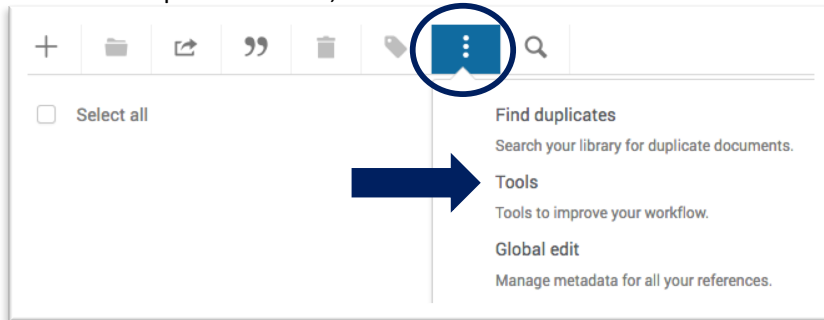 Select all
Find duplicates
Search your library for duplicate documents.
Tools
Tools to improve your workflow.
Global edit
Manage metadata for all your references.